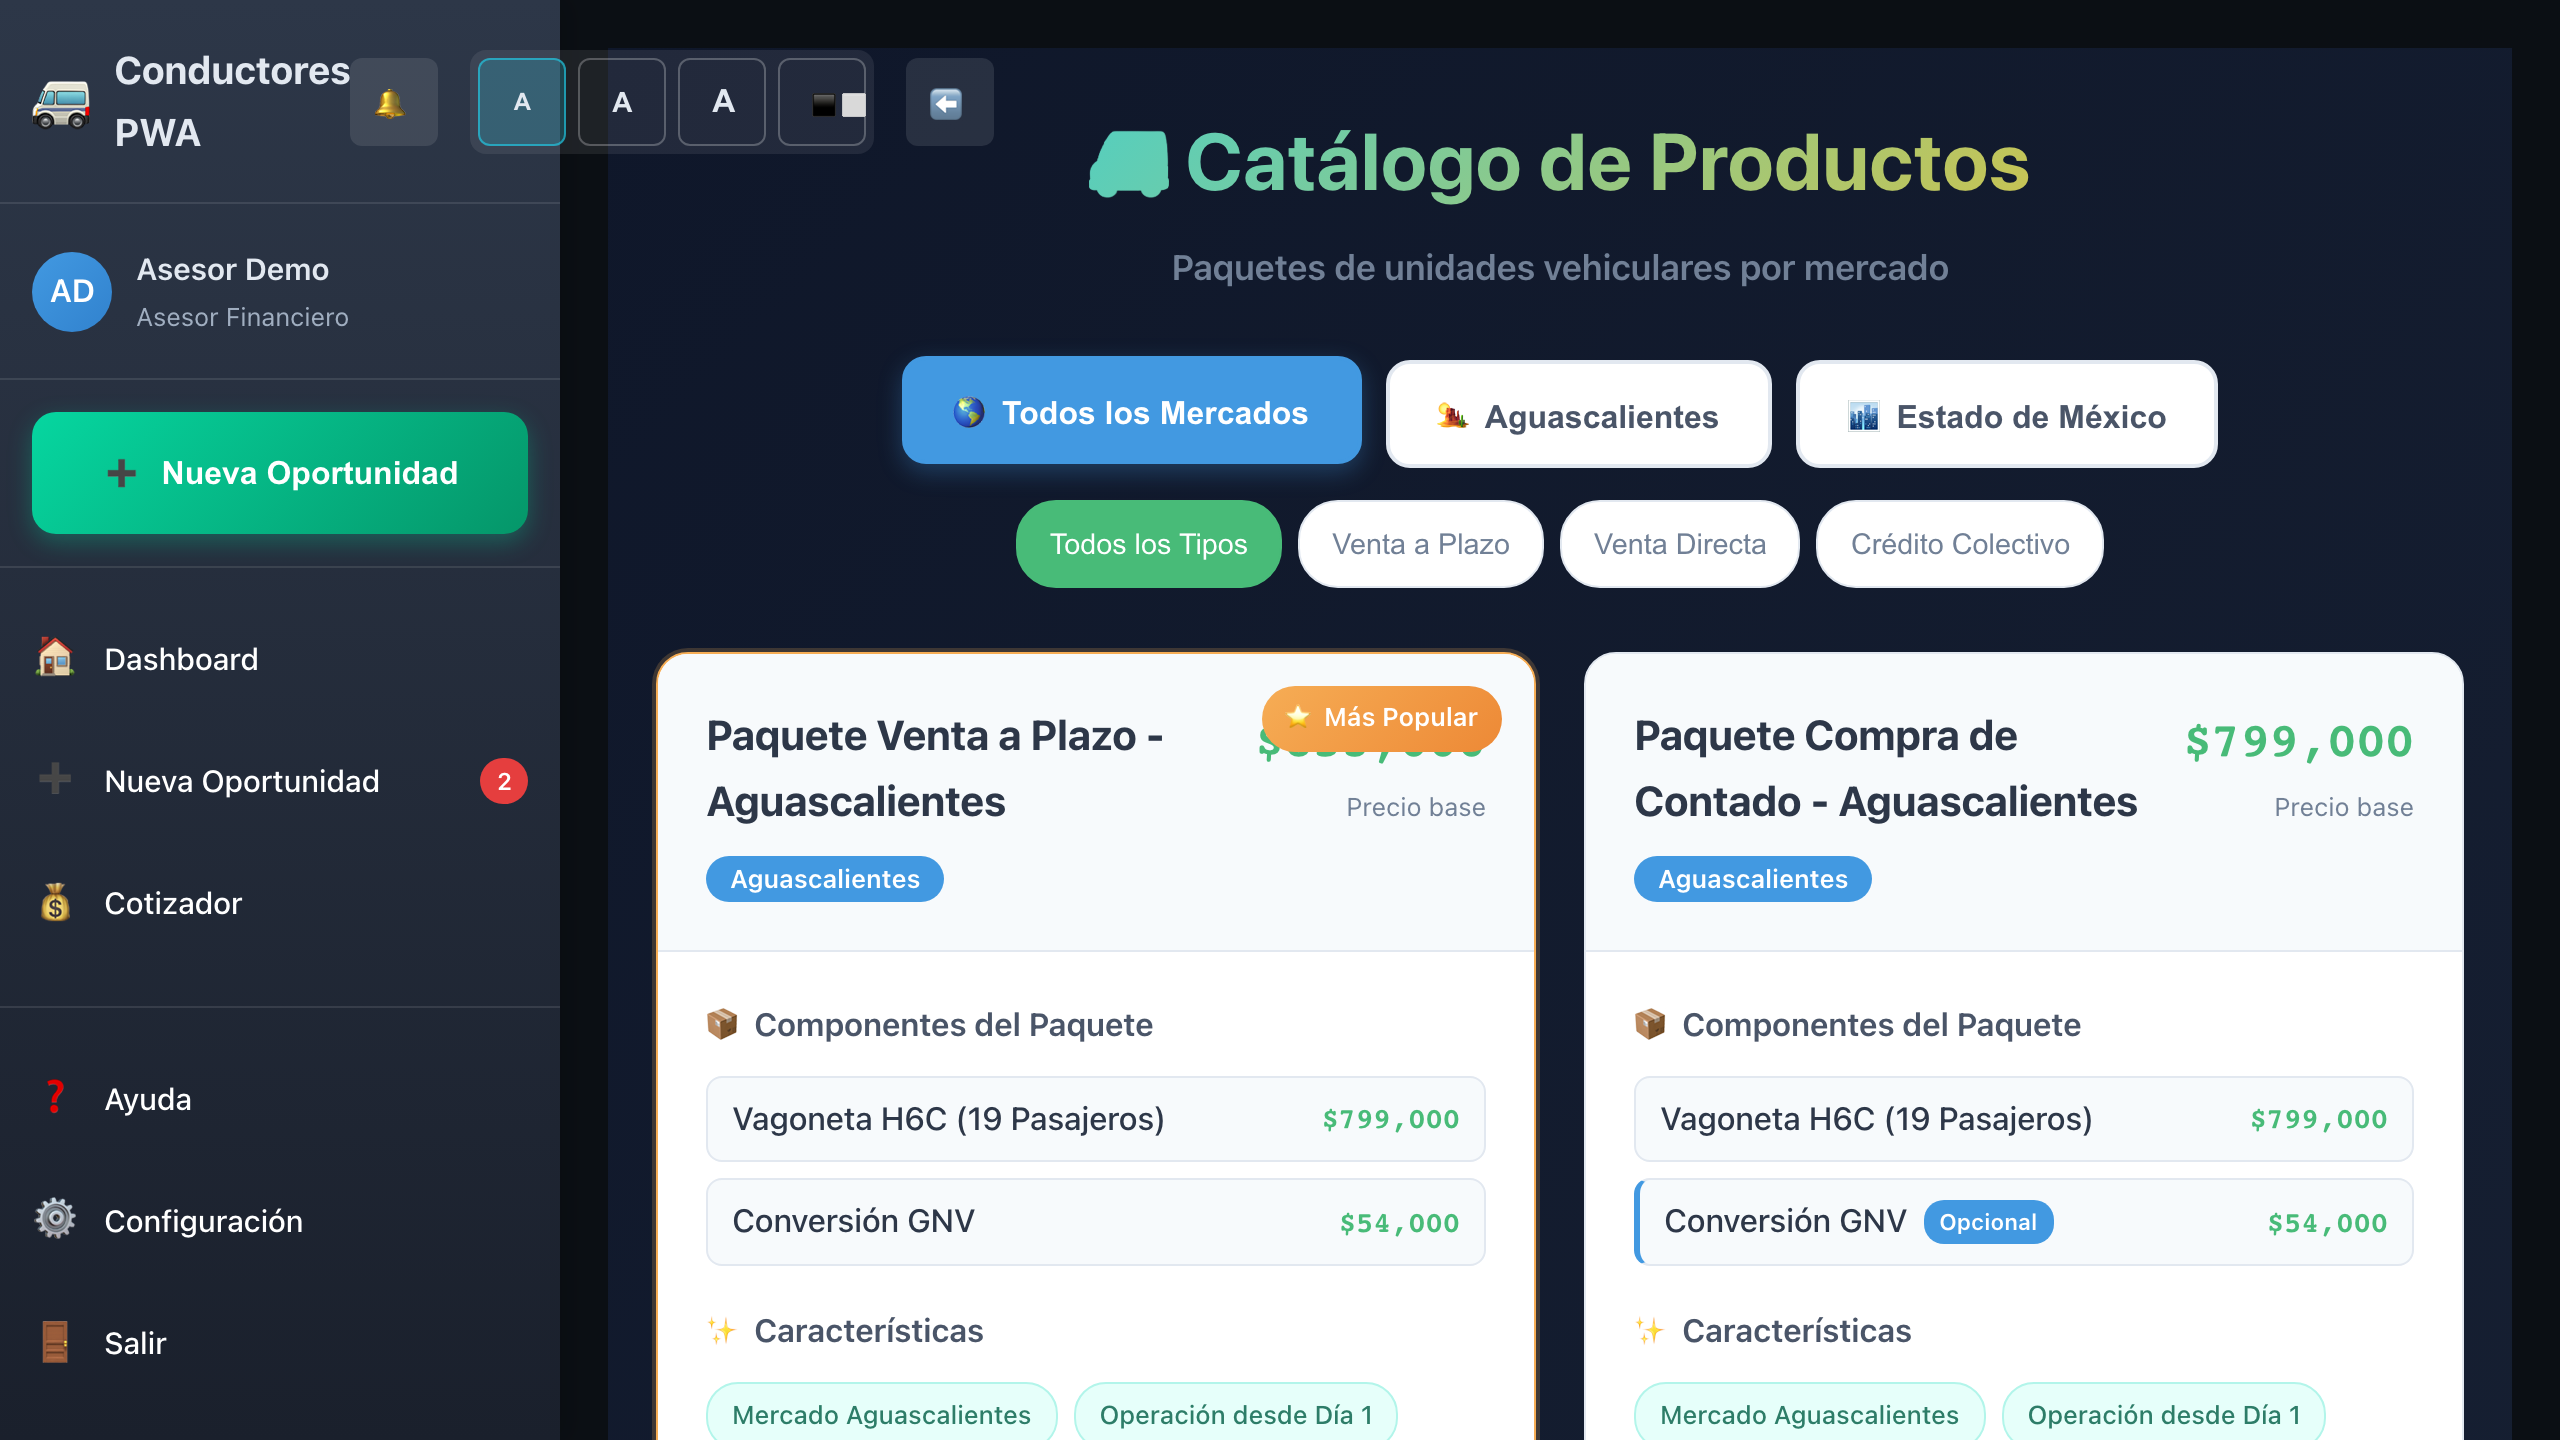 Conductores
PWA
A
A
A
AD
Asesor Demo
Asesor Financiero
Nueva Oportunidad
Dashboard
Nueva Oportunidad
2
Cotizador
Ayuda
Configuración
Salir
Catálogo de Productos
Paquetes de unidades vehiculares por mercado
Todos los Mercados
Aguascalientes
Estado de México
Todos los Tipos
Venta a Plazo
Venta Directa
Crédito Colectivo
Más Popular
Paquete Venta a Plazo -
Aguascalientes
Precio base
Aguascalientes
Componentes del Paquete
Vagoneta H6C (19 Pasajeros)
$799,000
Conversión GNV
$54,000
Características
Mercado Aguascalientes
Operación desde Día 1
Paquete Compra de
Contado - Aguascalientes
$799,000
Precio base
Aguascalientes
Componentes del Paquete
Vagoneta H6C (19 Pasajeros)
$799,000
Conversión GNV
Opcional
$54,000
Características
Mercado Aguascalientes
Operación desde Día 1